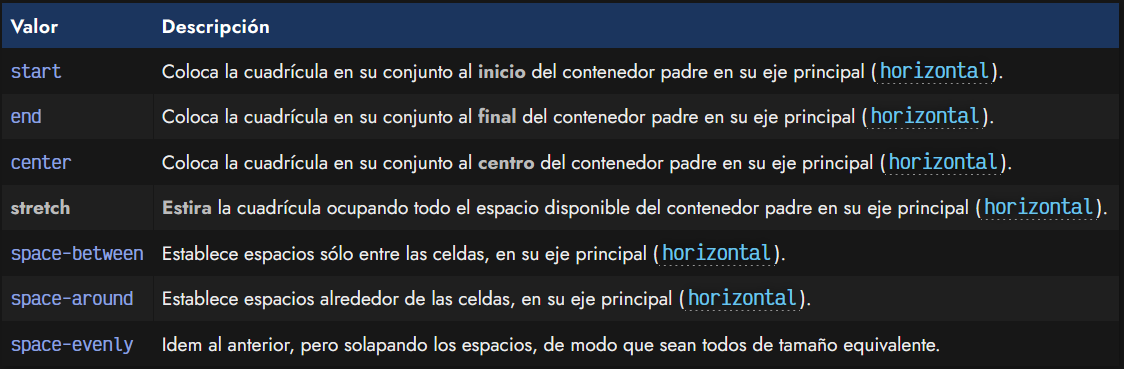 Valor Descripción
start Coloca la cuadrícula en su conjunto al inicio del contenedor padre en su eje principal (horizontal).
end Coloca la cuadrícula en su conjunto al final del contenedor padre en su eje principal (horizontal).
center Coloca la cuadrícula en su conjunto al centro del contenedor padre en su eje principal (horizontal).
stretch Estira la cuadrícula ocupando todo el espacio disponible del contenedor padre en su eje principal (horizontal).
space-between Establece espacios sólo entre las celdas, en su eje principal (horizontal).
space-around Establece espacios alrededor de las celdas, en su eje principal (horizontal).
space-evenly Idem al anterior, pero solapando los espacios, de modo que sean todos de tamaño equivalente.